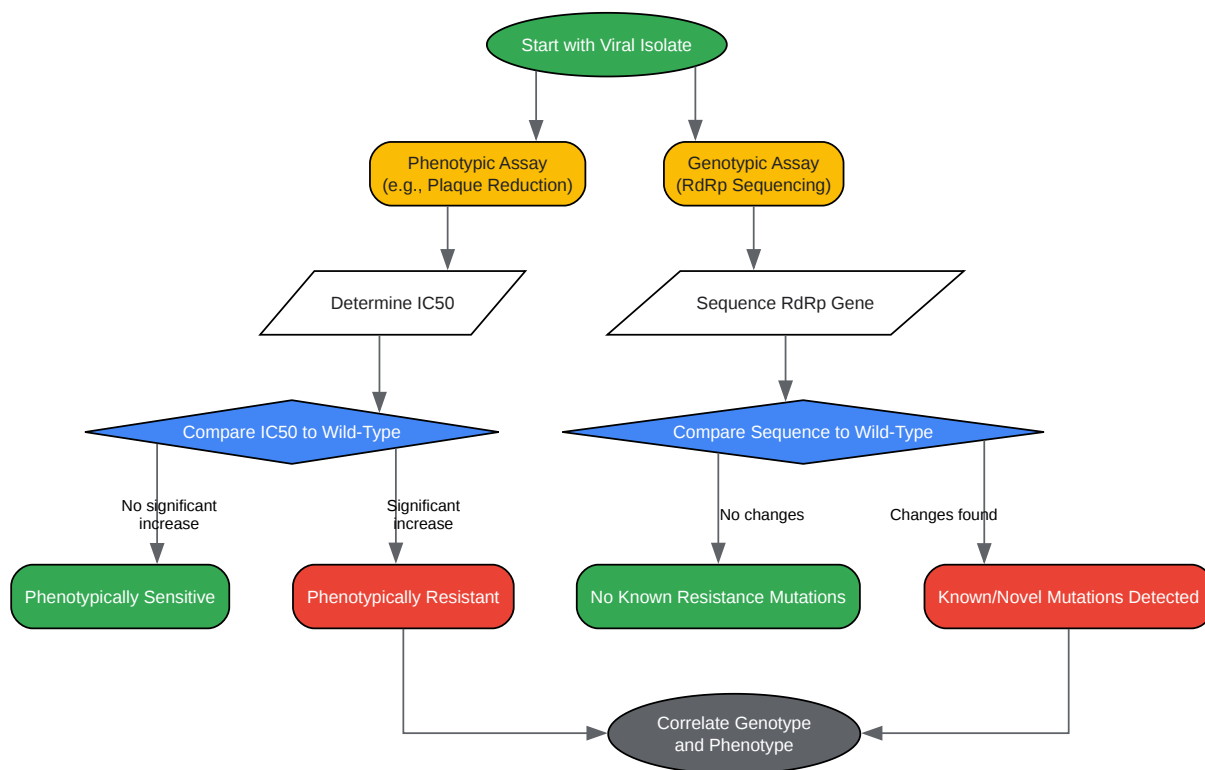 Start with Viral Isolate
Phenotypic Assay
(e.g., Plaque Reduction)
Genotypic Assay
(RdRp Sequencing)
Determine IC50
Sequence RdRp Gene
Compare IC50 to Wild-Type
Compare Sequence to Wild-Type
No significant
increase
Significant
increase
No changes
Changes found
Phenotypically Sensitive
Phenotypically Resistant
No Known Resistance Mutations
Known/Novel Mutations Detected
Correlate Genotype
and Phenotype